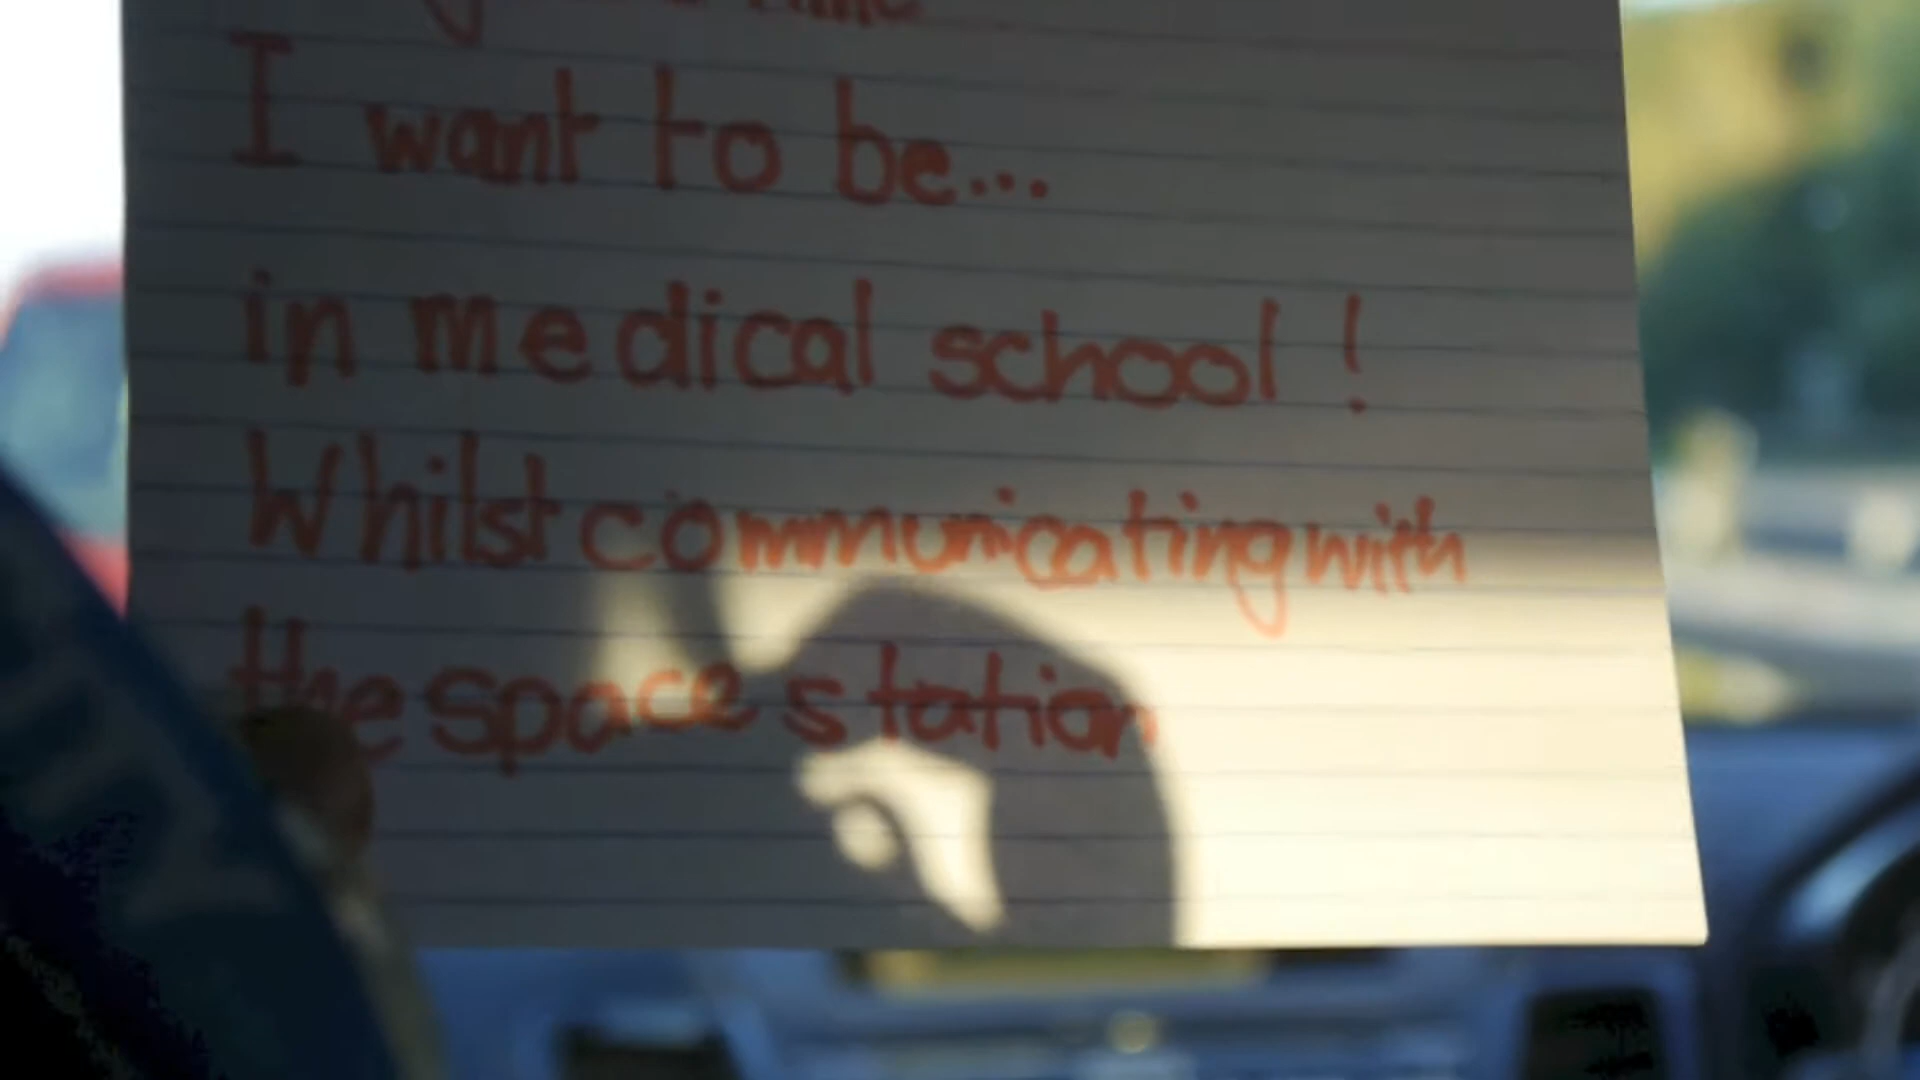 I want to be...
in medical school!
Whilst communicating with
the space station